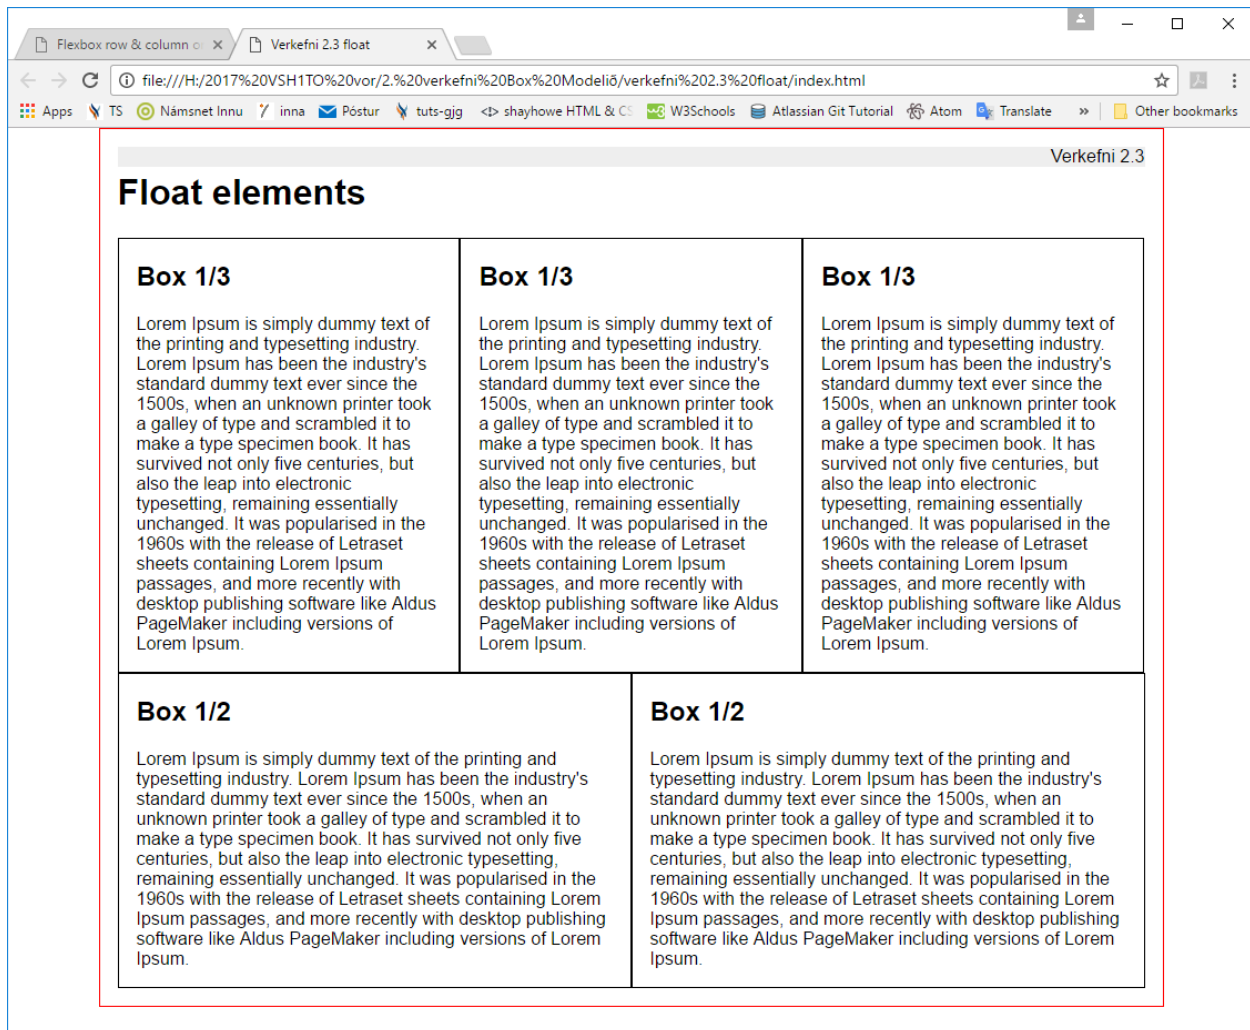 Flexbox row & column o
Verkefni 2.3 float
file:///H:/2017%20VSH1TO%20vor/2.%20verkefni%20Box%20Modelið/verkefni%202.3%20float/index.html
Apps TS Námsnet Innu inna Póstur tuts-gjg <> shayhowe HTML & CS W3Schools Atlassian Git Tutorial Atom Translate » Other bookmarks
Verkefni 2.3
Float elements
Box 1/3
Lorem Ipsum is simply dummy text of
the printing and typesetting industry.
Lorem Ipsum has been the industry's
standard dummy text ever since the
1500s, when an unknown printer took
a galley of type and scrambled it to
make a type specimen book. It has
survived not only five centuries, but
also the leap into electronic
typesetting, remaining essentially
unchanged. It was popularised in the
1960s with the release of Letraset
sheets containing Lorem Ipsum
passages, and more recently with
desktop publishing software like Aldus
PageMaker including versions of
Lorem Ipsum.
Box 1/3
Lorem Ipsum is simply dummy text of
the printing and typesetting industry.
Lorem Ipsum has been the industry's
standard dummy text ever since the
1500s, when an unknown printer took
a galley of type and scrambled it to
make a type specimen book. It has
survived not only five centuries, but
also the leap into electronic
typesetting, remaining essentially
unchanged. It was popularised in the
1960s with the release of Letraset
sheets containing Lorem Ipsum
passages, and more recently with
desktop publishing software like Aldus
PageMaker including versions of
Lorem Ipsum.
Box 1/3
Lorem Ipsum is simply dummy text of
the printing and typesetting industry.
Lorem Ipsum has been the industry's
standard dummy text ever since the
1500s, when an unknown printer took
a galley of type and scrambled it to
make a type specimen book. It has
survived not only five centuries, but
also the leap into electronic
typesetting, remaining essentially
unchanged. It was popularised in the
1960s with the release of Letraset
sheets containing Lorem Ipsum
passages, and more recently with
desktop publishing software like Aldus
PageMaker including versions of
Lorem Ipsum.
Box 1/2
Lorem Ipsum is simply dummy text of the printing and
typesetting industry. Lorem Ipsum has been the industry's
standard dummy text ever since the 1500s, when an
unknown printer took a galley of type and scrambled it to
make a type specimen book. It has survived not only five
centuries, but also the leap into electronic typesetting,
remaining essentially unchanged. It was popularised in the
1960s with the release of Letraset sheets containing Lorem
Ipsum passages, and more recently with desktop publishing
software like Aldus PageMaker including versions of Lorem
Ipsum.
Box 1/2
Lorem Ipsum is simply dummy text of the printing and
typesetting industry. Lorem Ipsum has been the industry's
standard dummy text ever since the 1500s, when an
unknown printer took a galley of type and scrambled it to
make a type specimen book. It has survived not only five
centuries, but also the leap into electronic typesetting,
remaining essentially unchanged. It was popularised in the
1960s with the release of Letraset sheets containing Lorem
Ipsum passages, and more recently with desktop publishing
software like Aldus PageMaker including versions of Lorem
Ipsum.